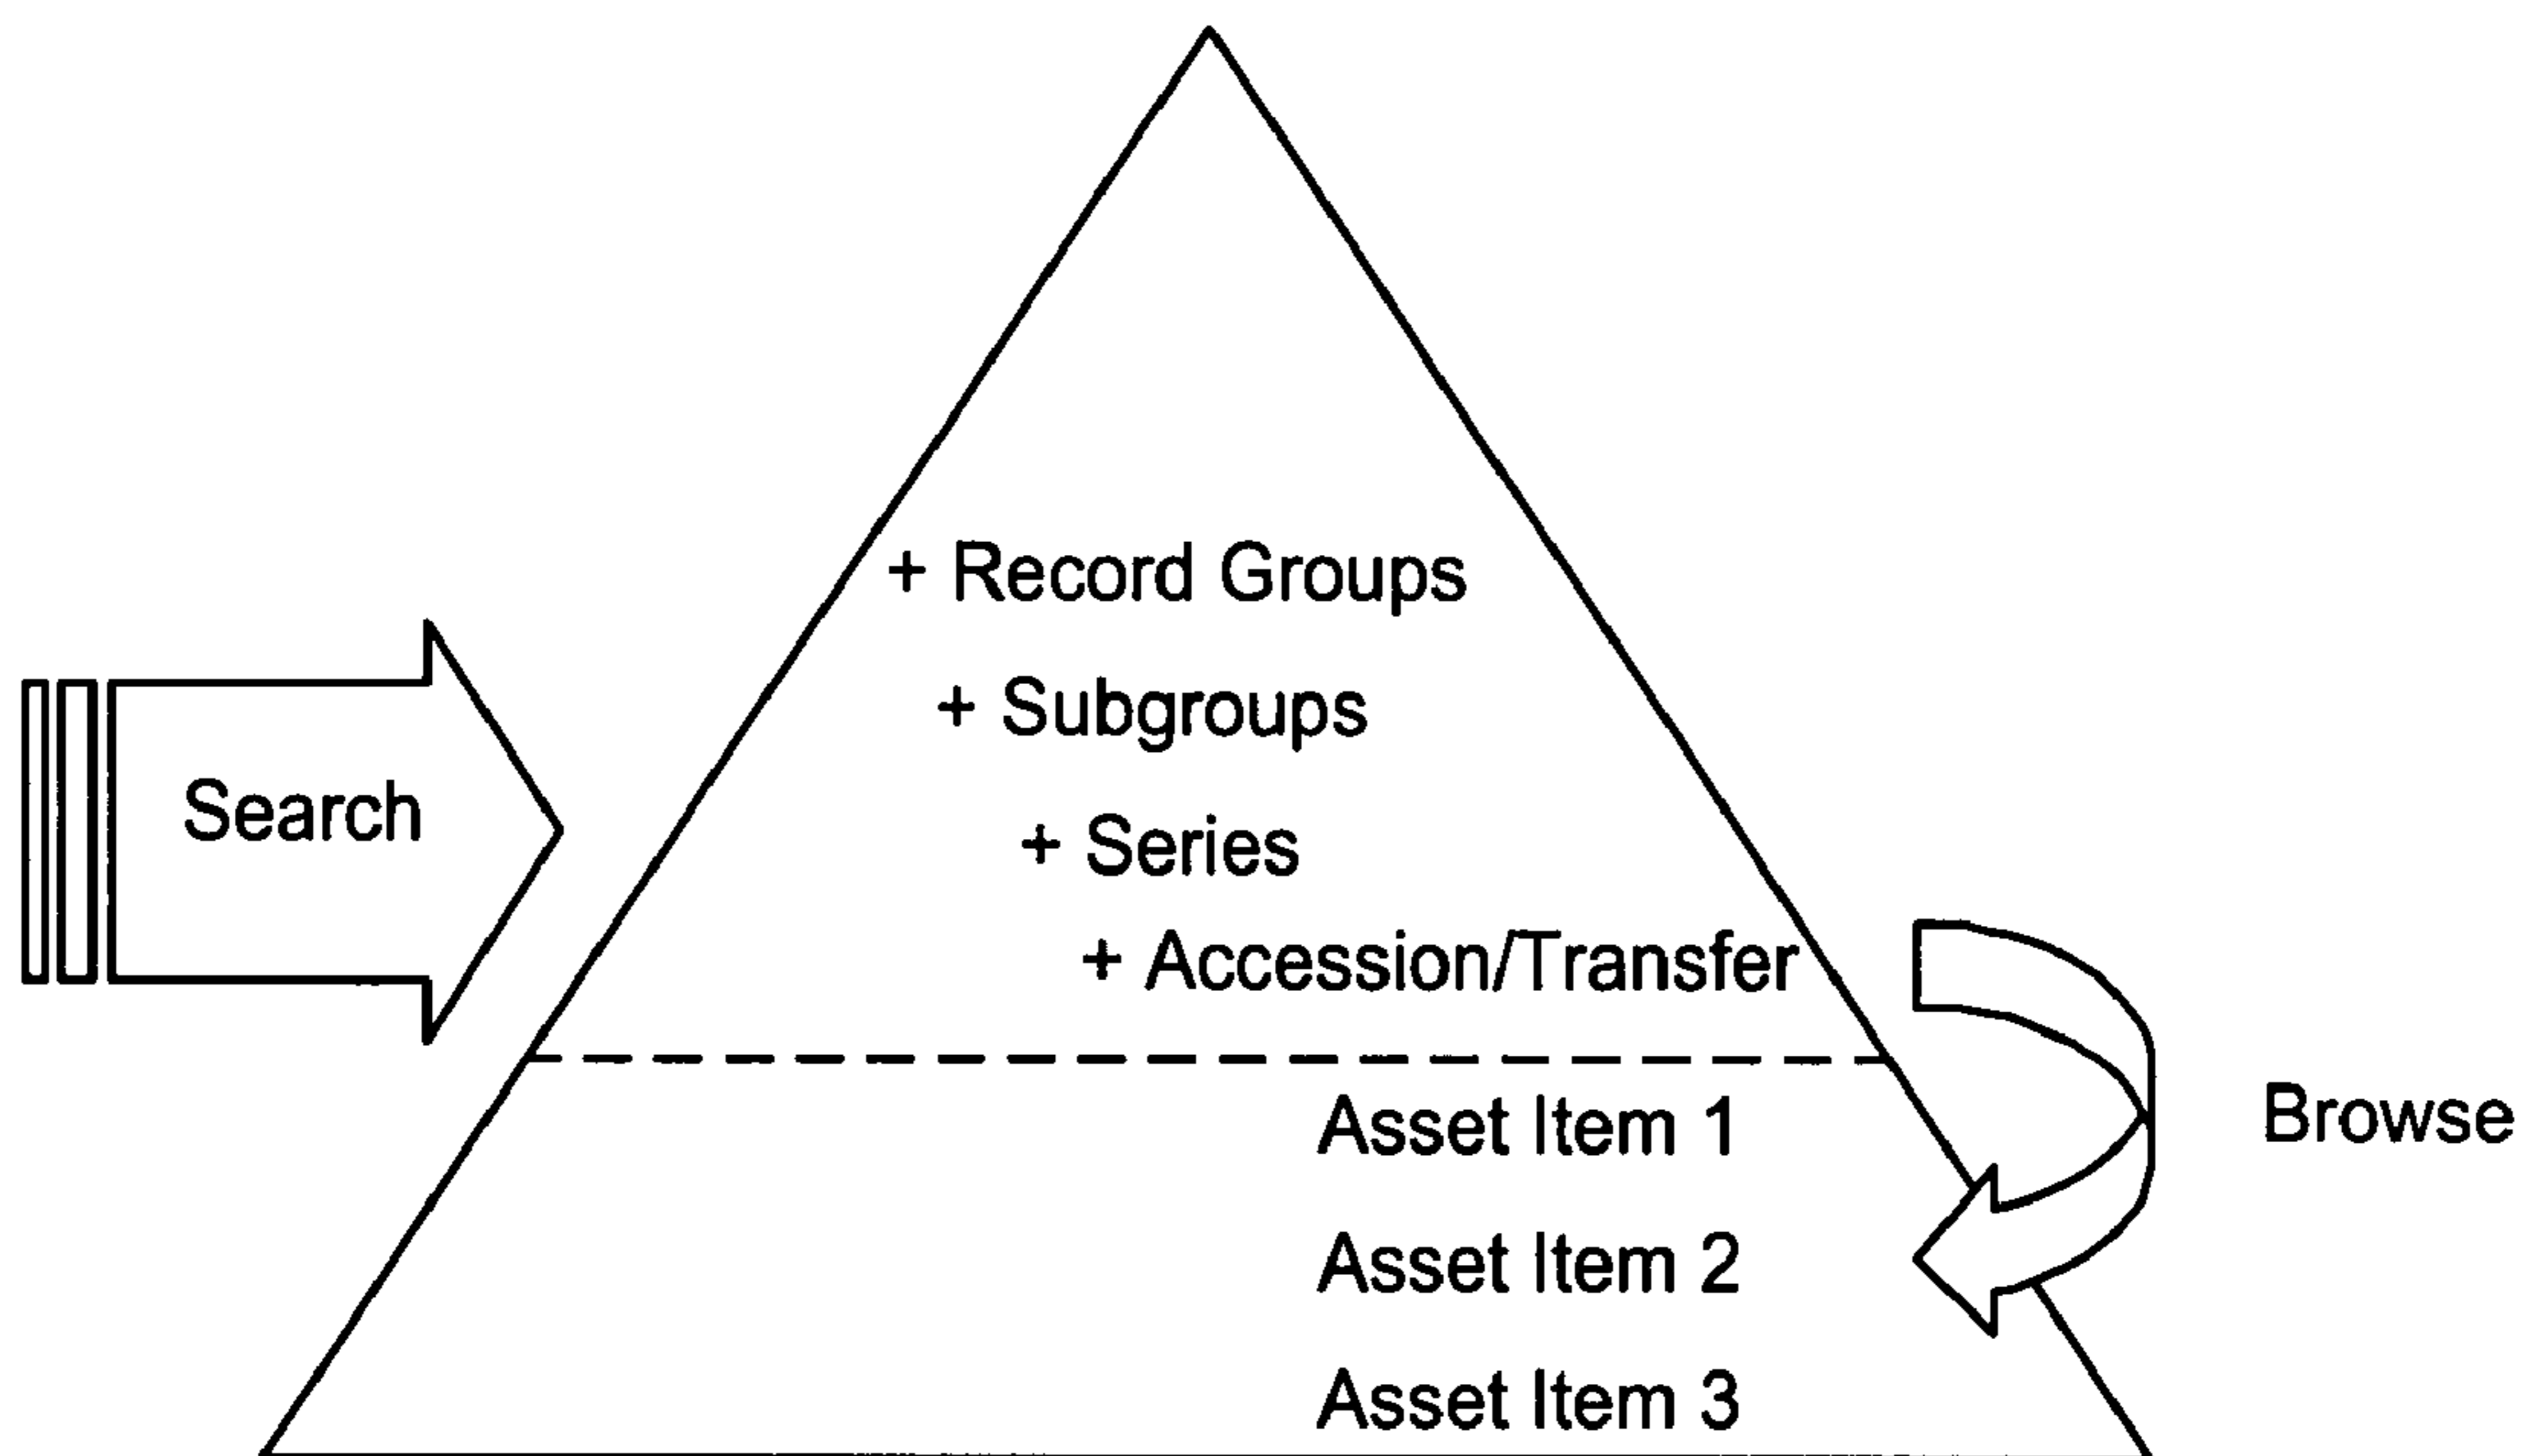 + Record Groups
+ Subgroups
Search
+ Series
+ Accession/Transfer
Asset Item 1
Browse
Asset Item 2
Asset Item 3